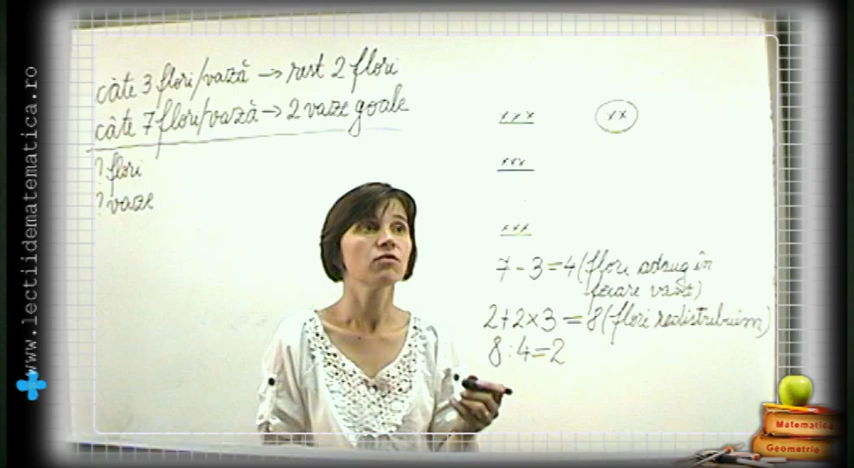 www.lectiidematematica.ro
câte 3 flori/vază → rest 2 flori
câte 7 flori/vază → 2 vaze goale
? flori
? vaze
xxx
xx
xxx
xxx
7 - 3 = 4 (flori adaug în
fiecare vază)
2 + 2 x 3 = 8 (flori redistribuim)
8 : 4 = 2
Matematica
Geometrie